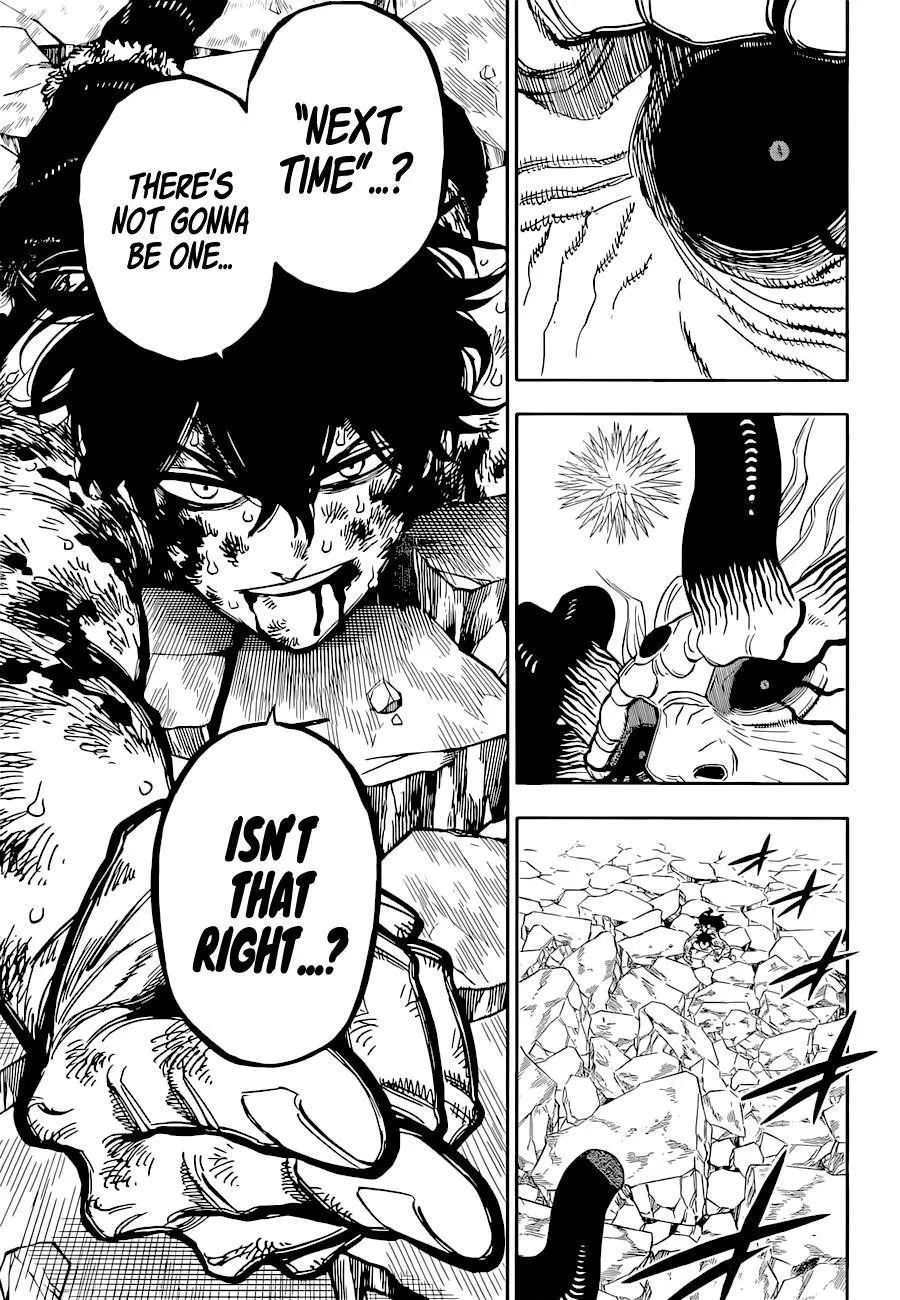 "NEXT
TIME"...?
THERE'S
NOT GONNA
BE ONE...
ISN'T
THAT
RIGHT...?